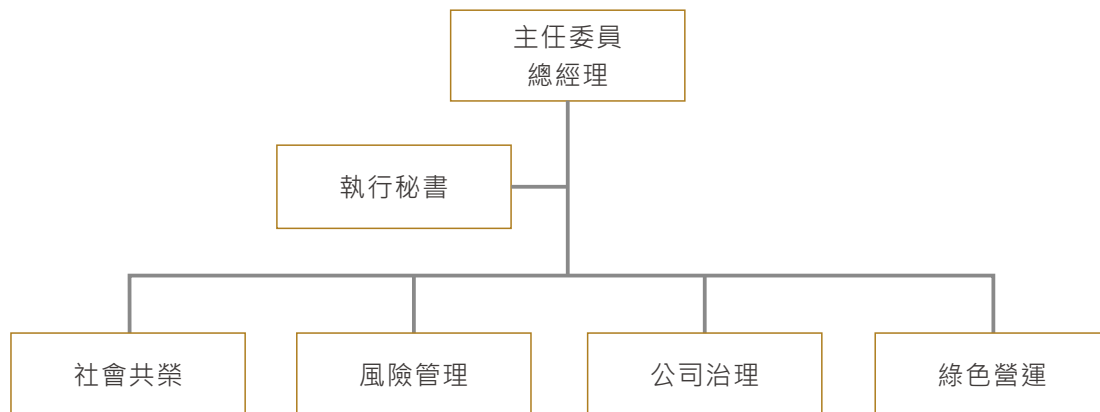 主任委員
總經理
執行秘書
社會共榮
風險管理
公司治理
綠色營運